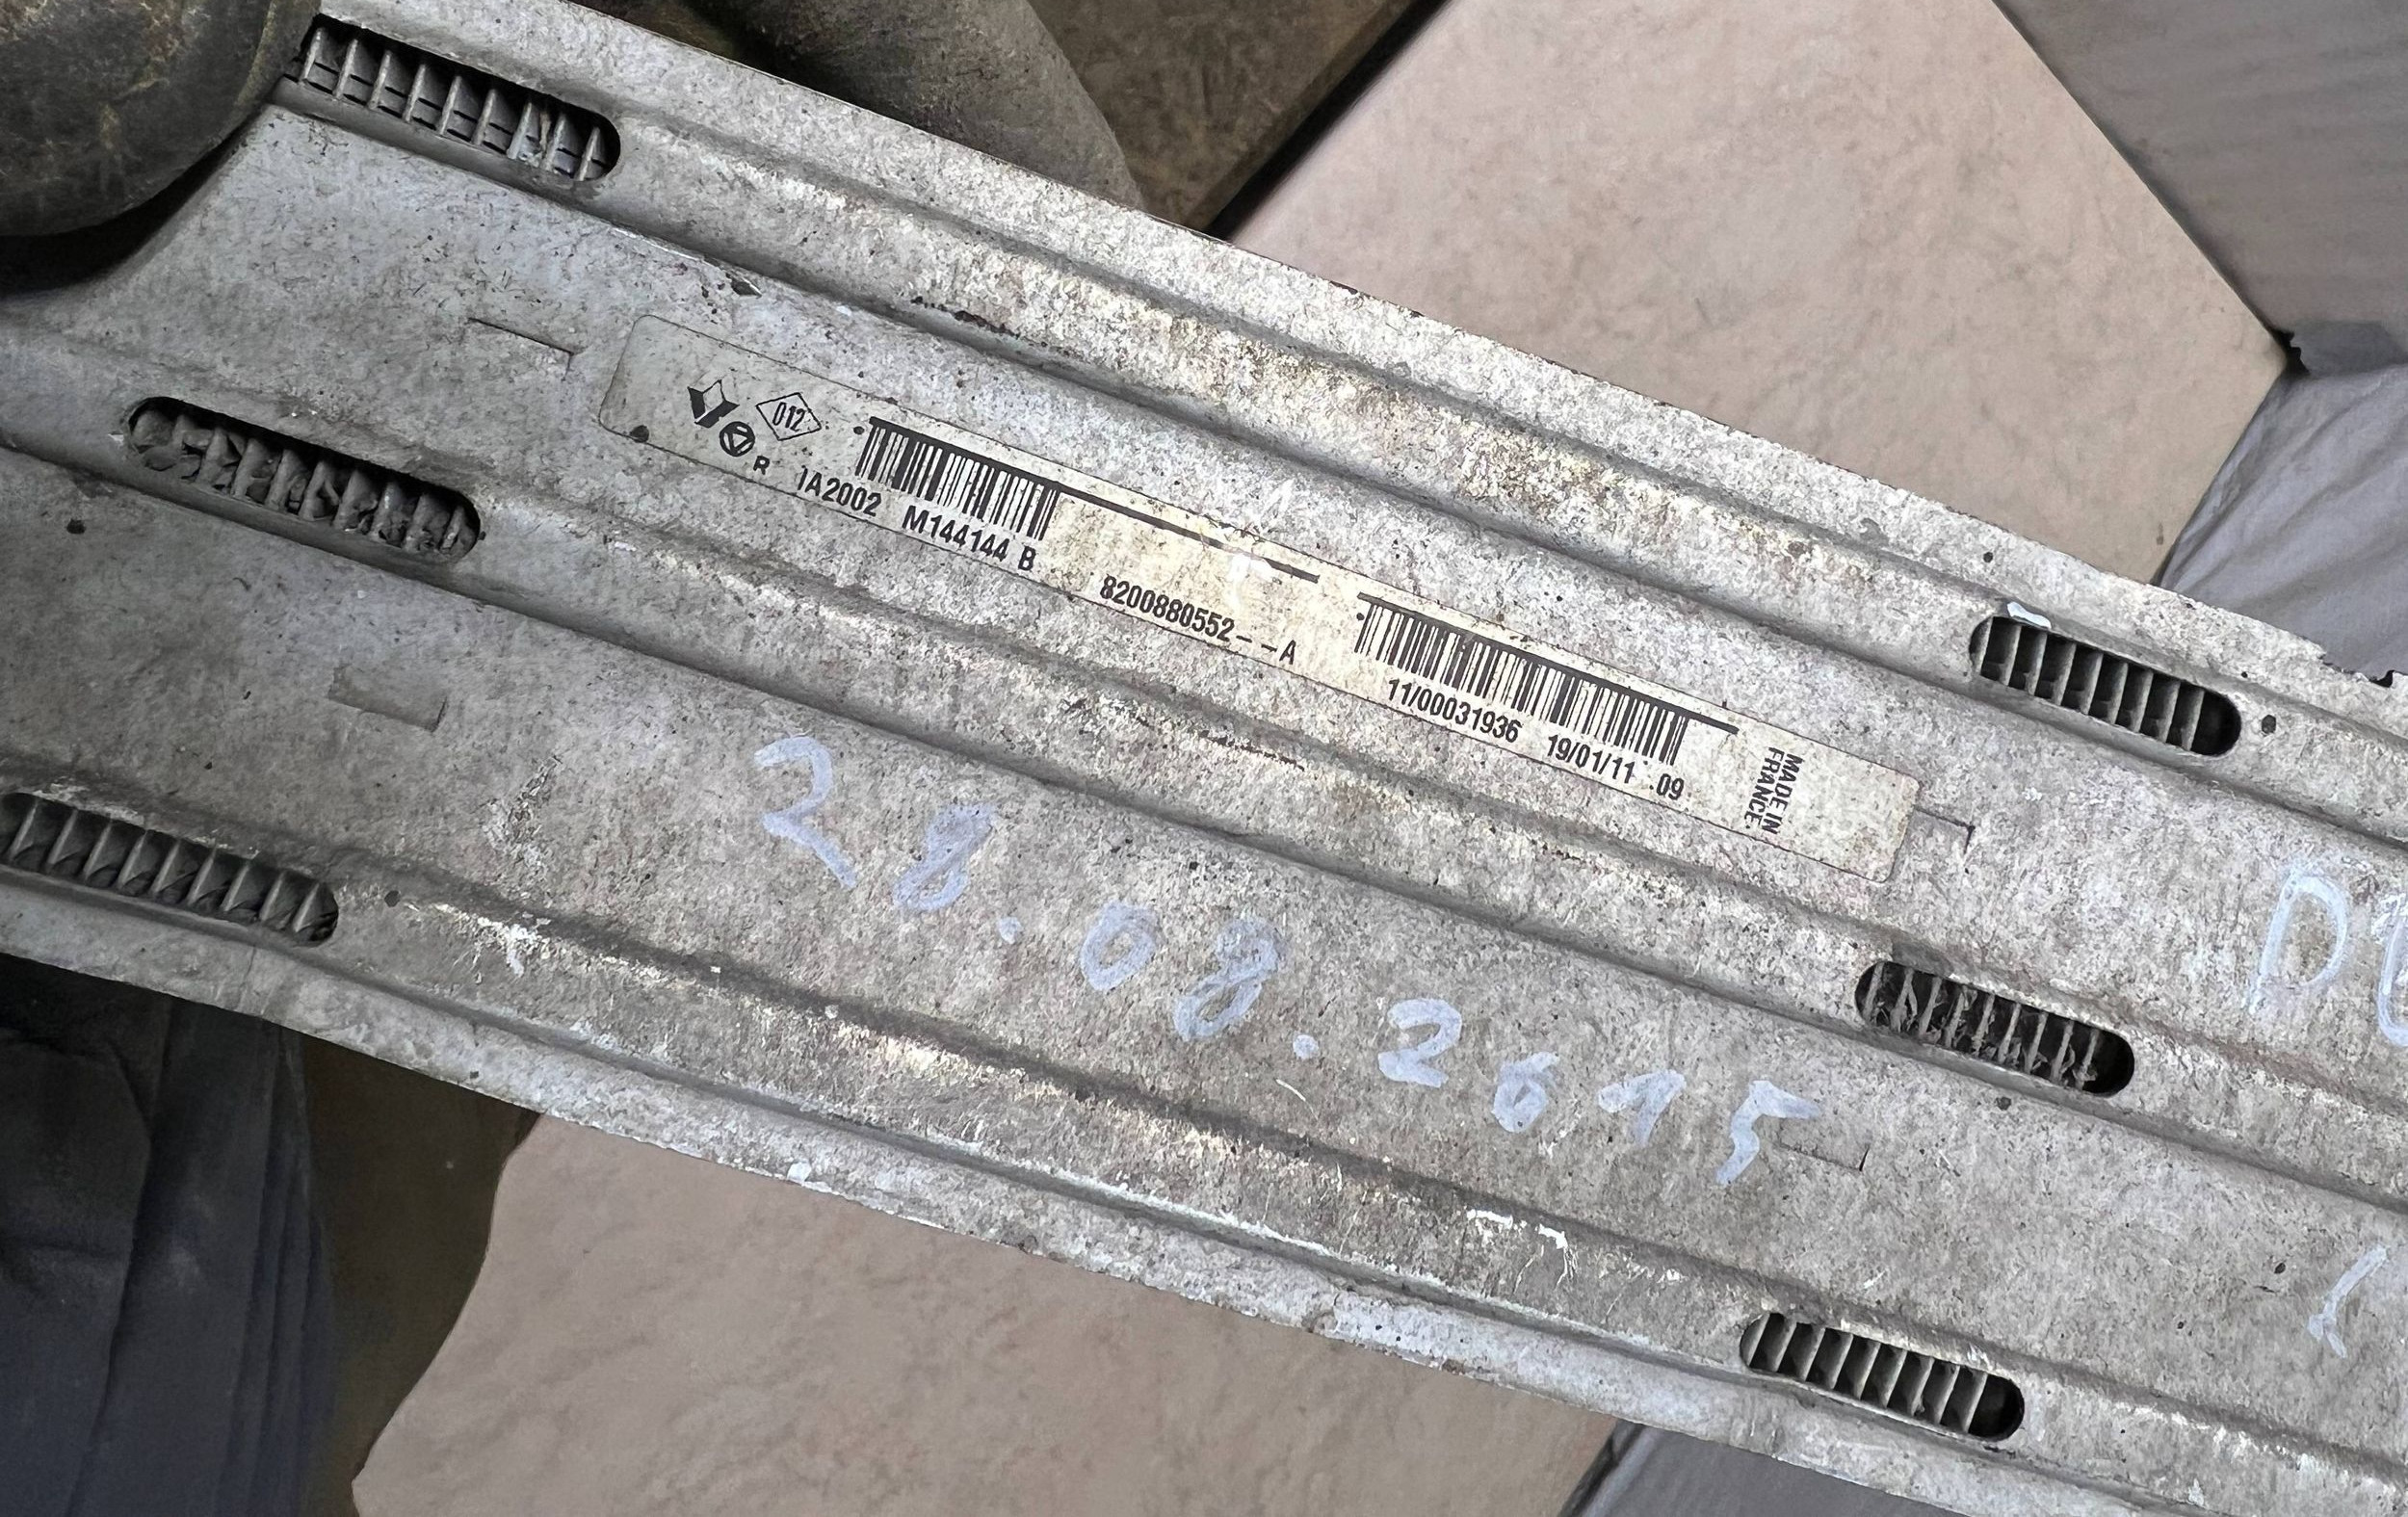 012
R 1A2002 M144144 B
8200880552--A
11/00031936 19/01/11 .09
MADE IN
FRANCE.
28.08.2015